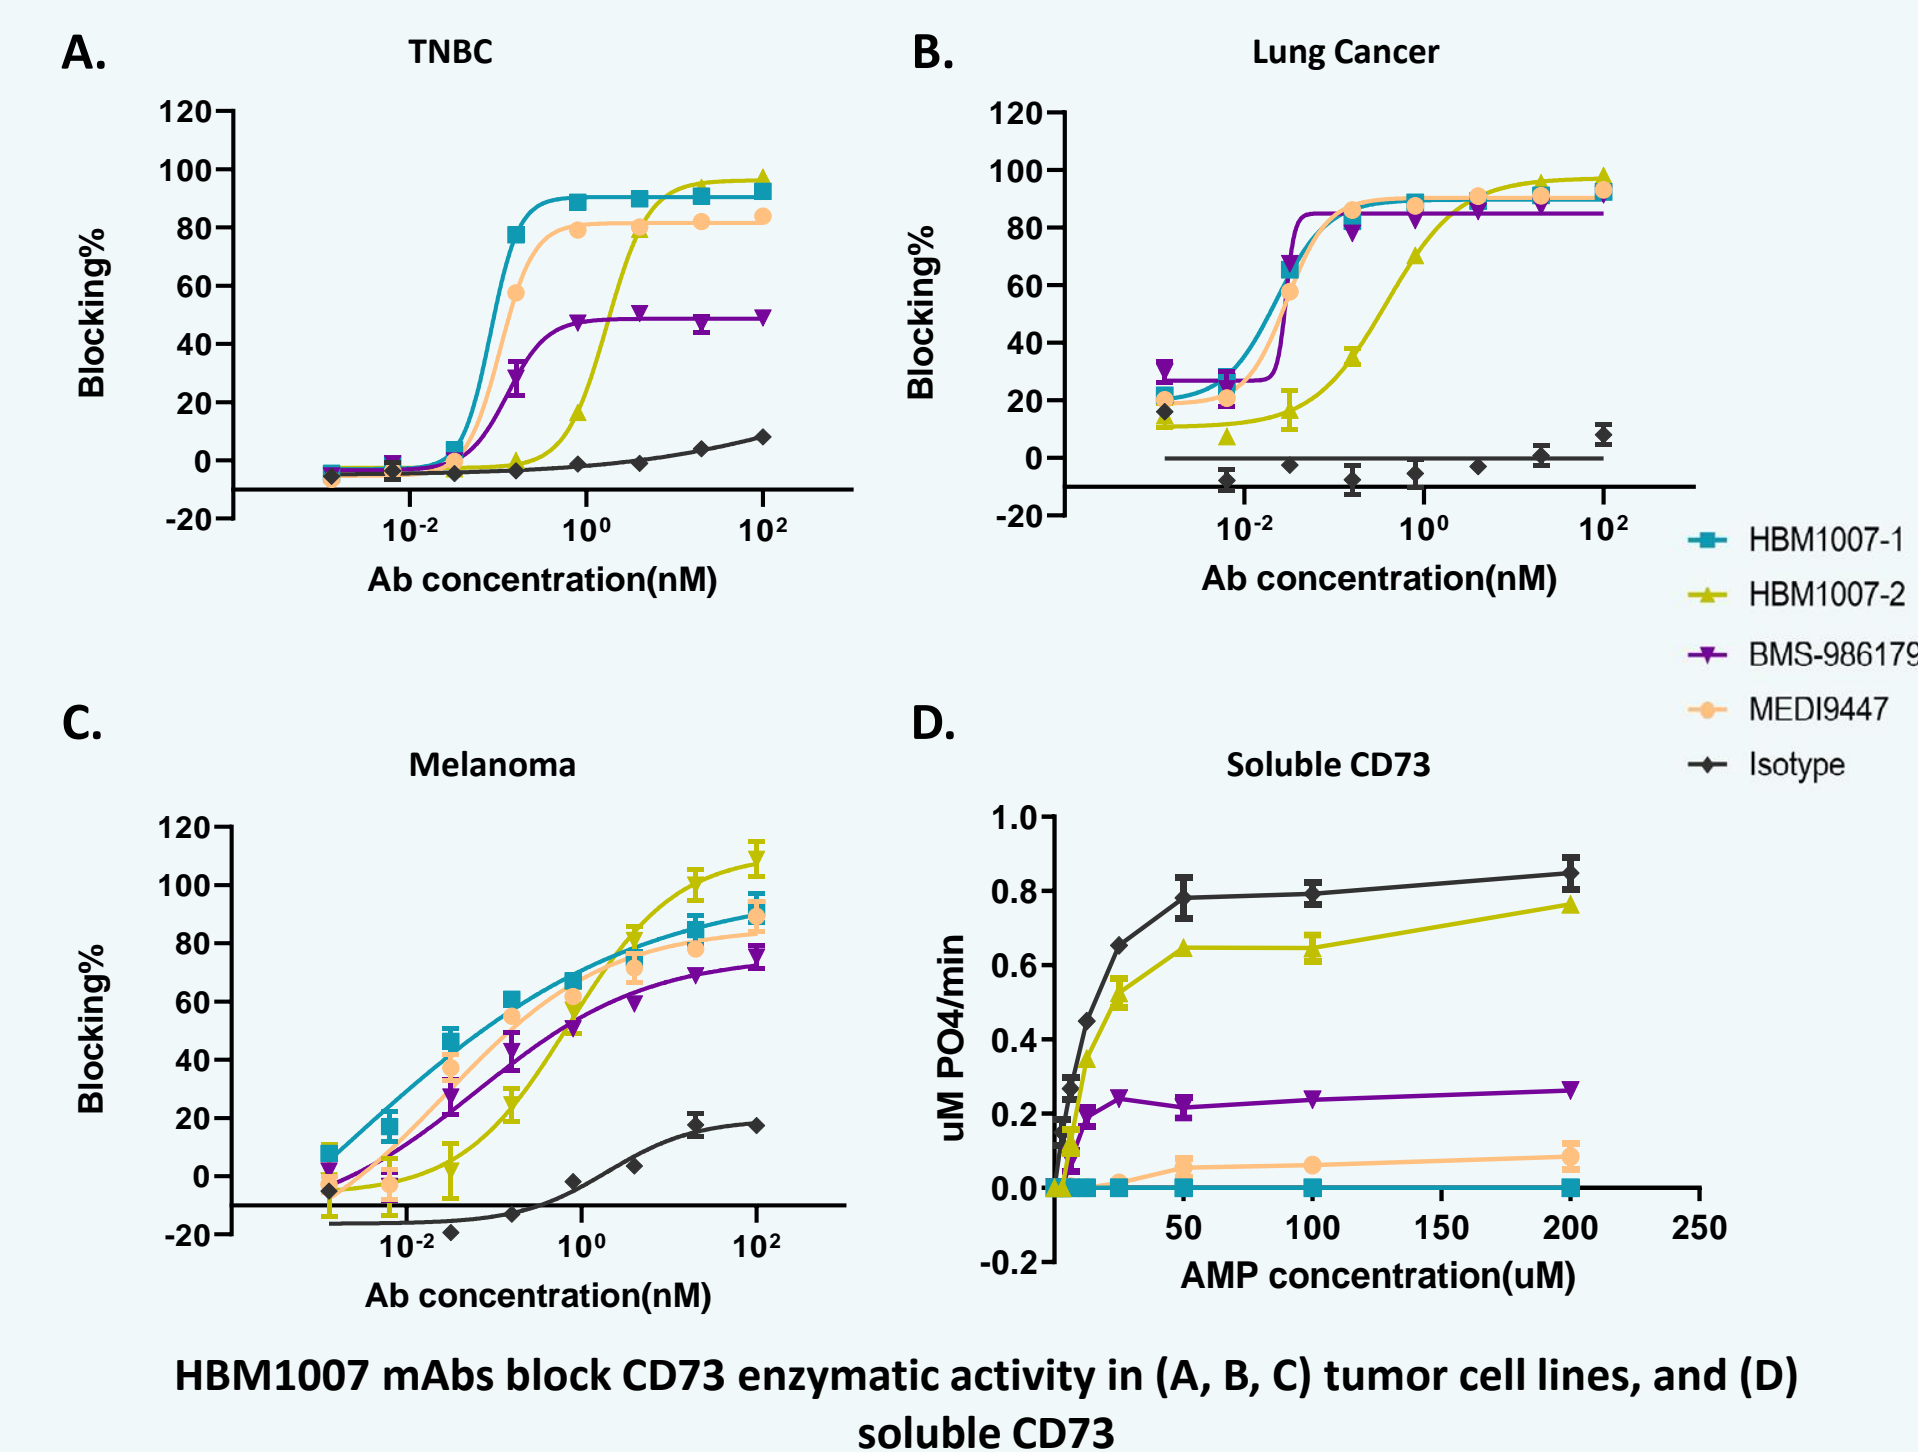 A.
TNBC
120
100
80
60
40
20
0
-20
Blocking%
10-2
100
102
Ab concentration(nM)
B.
Lung Cancer
120
100
80
60
40
20
0
-20
Blocking%
10-2
100
102
Ab concentration(nM)
HBM1007-1
HBM1007-2
BMS-986179
MEDI9447
Isotype
C.
Melanoma
120
100
80
60
40
20
0
-20
Blocking%
10-2
100
102
Ab concentration(nM)
D.
Soluble CD73
1.0
0.8
0.6
0.4
0.2
0.0
-0.2
uM PO4/min
50
100
150
200
250
AMP concentration(uM)
HBM1007 mAbs block CD73 enzymatic activity in (A, B, C) tumor cell lines, and (D)
soluble CD73